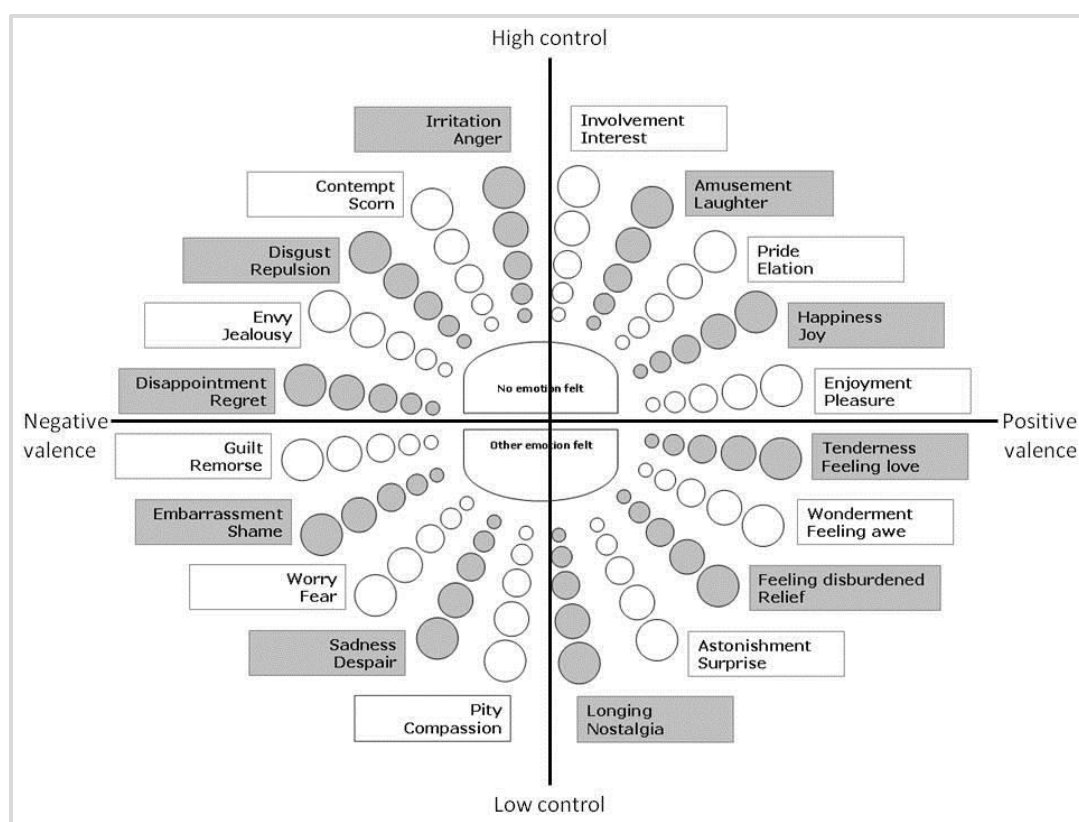 High control
Irritation
Anger
Involvement
Interest
Contempt
Scorn
Amusement
Laughter
Disgust
Repulsion
Pride
Elation
Envy
Jealousy
Happiness
Joy
Disappointment
Regret
Enjoyment
Pleasure
No emotion felt
Negative
valence
Positive
valence
Other emotion felt
Guilt
Remorse
Tenderness
Feeling love
Embarrassment
Shame
Wonderment
Feeling awe
Worry
Fear
Feeling disburdened
Relief
Sadness
Despair
Astonishment
Surprise
Pity
Compassion
Longing
Nostalgia
Low control